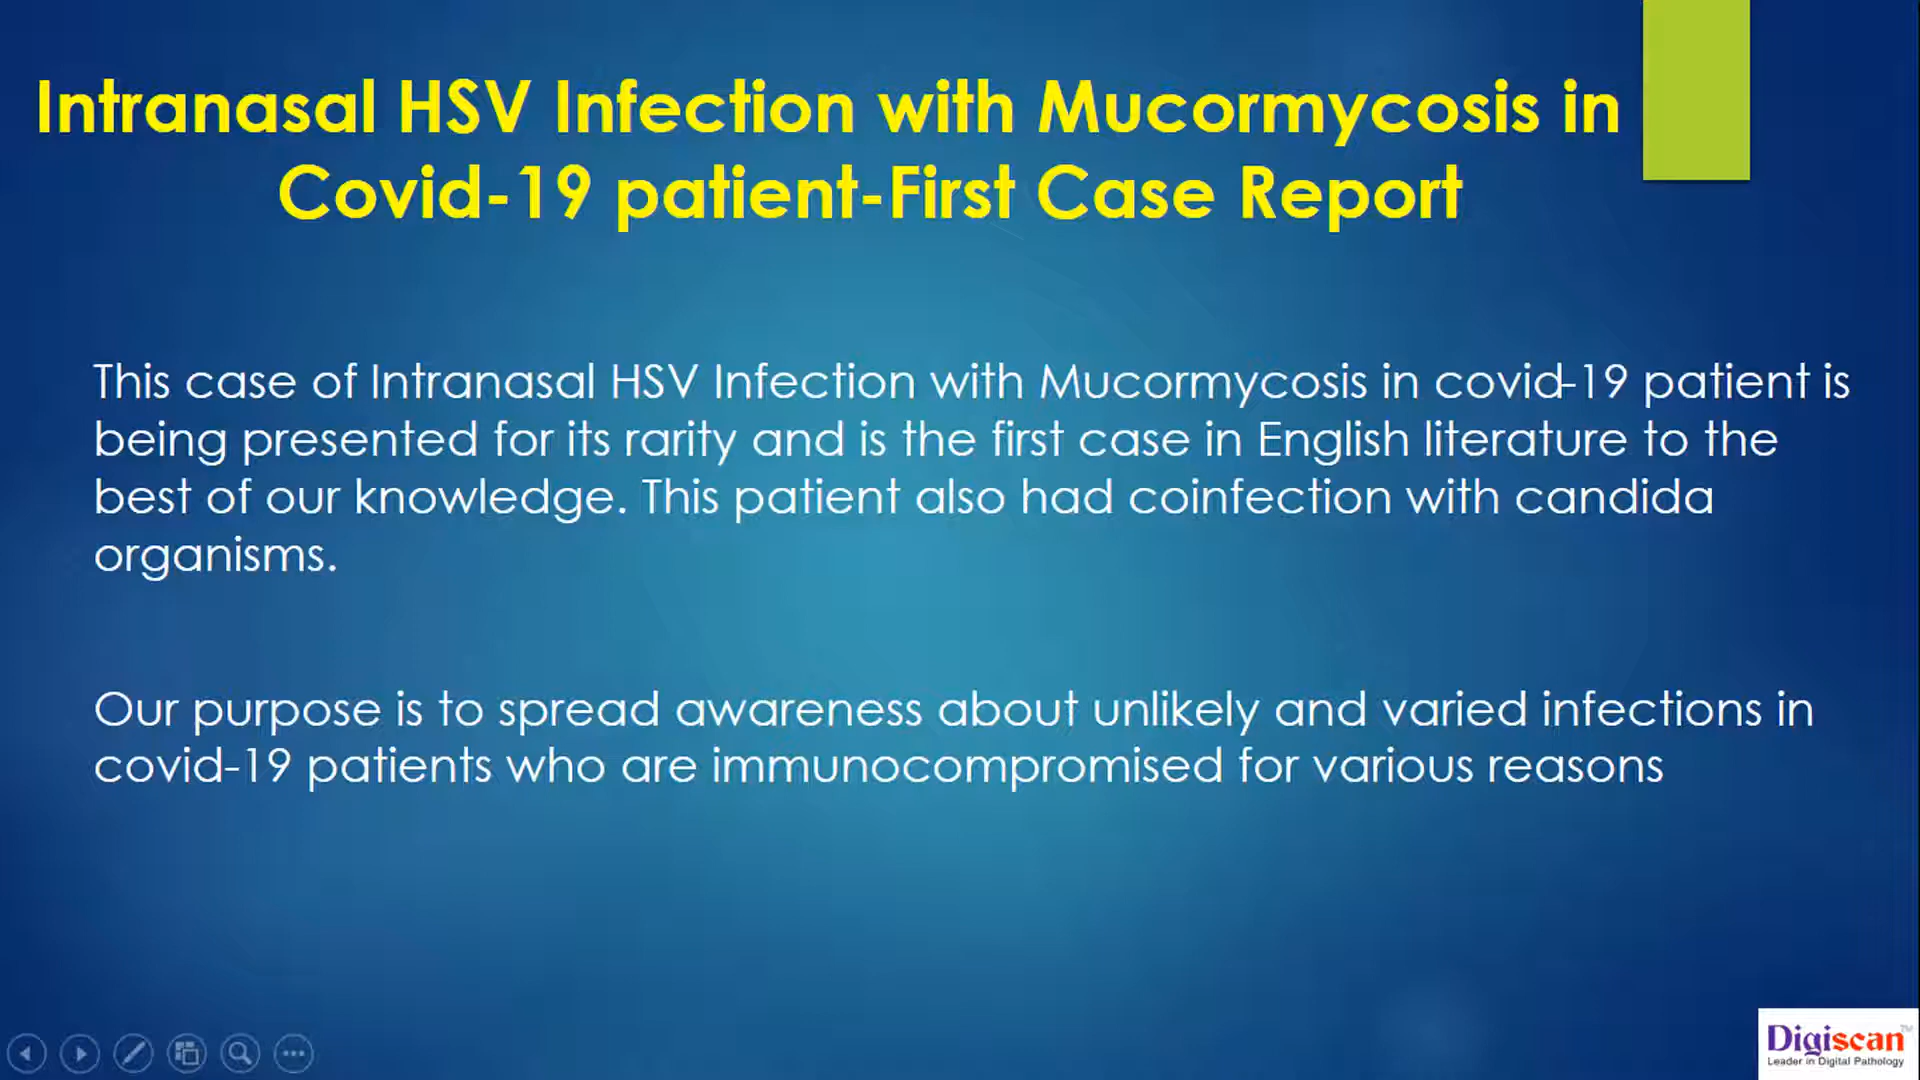 Intranasal HSV Infection with Mucormycosis in
Covid-19 patient-First Case Report
This case of Intranasal HSV Infection with Mucormycosis in covid-19 patient is
being presented for its rarity and is the first case in English literature to the
best of our knowledge. This patient also had coinfection with candida
organisms.
Our purpose is to spread awareness about unlikely and varied infections in
covid-19 patients who are immunocompromised for various reasons
Digiscan™
Leader in Digital Pathology